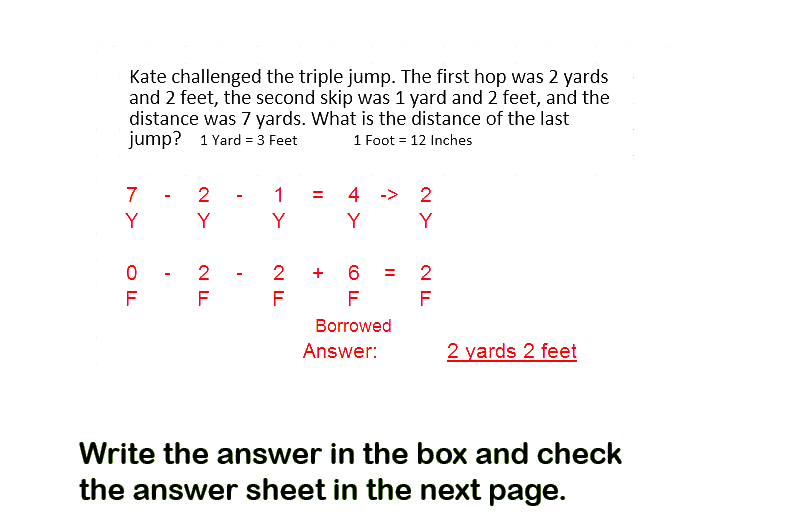 Kate challenged the triple jump. The first hop was 2 yards
and 2 feet, the second skip was 1 yard and 2 feet, and the
distance was 7 yards. What is the distance of the last
jump? 1 Yard = 3 Feet 1 Foot = 12 Inches
7 - 2 - 1 = 4 -> 2
Y Y Y Y Y
0 - 2 - 2 + 6 = 2
F F F F F
Borrowed
Answer: 2 yards 2 feet
Write the answer in the box and check
the answer sheet in the next page.